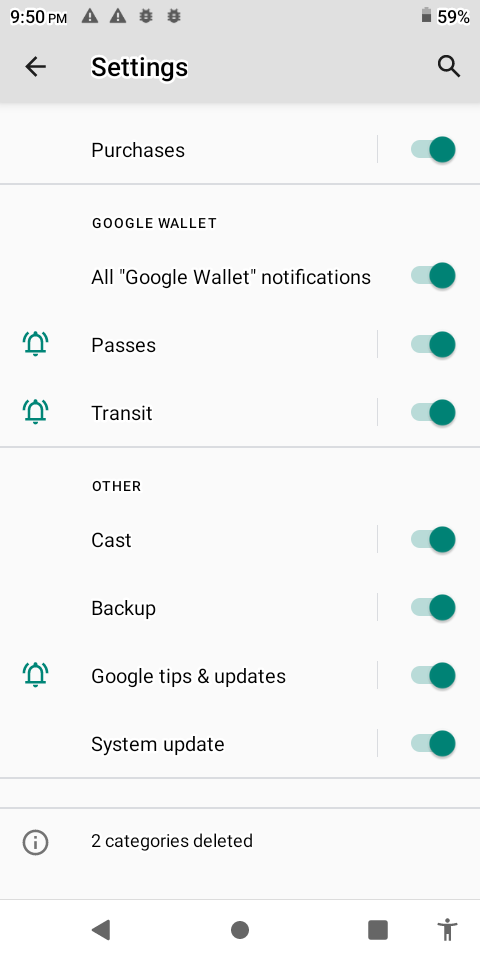 9:50 PM
59%
Settings
Purchases
GOOGLE WALLET
All "Google Wallet" notifications
Passes
Transit
OTHER
Cast
Backup
Google tips & updates
System update
2 categories deleted